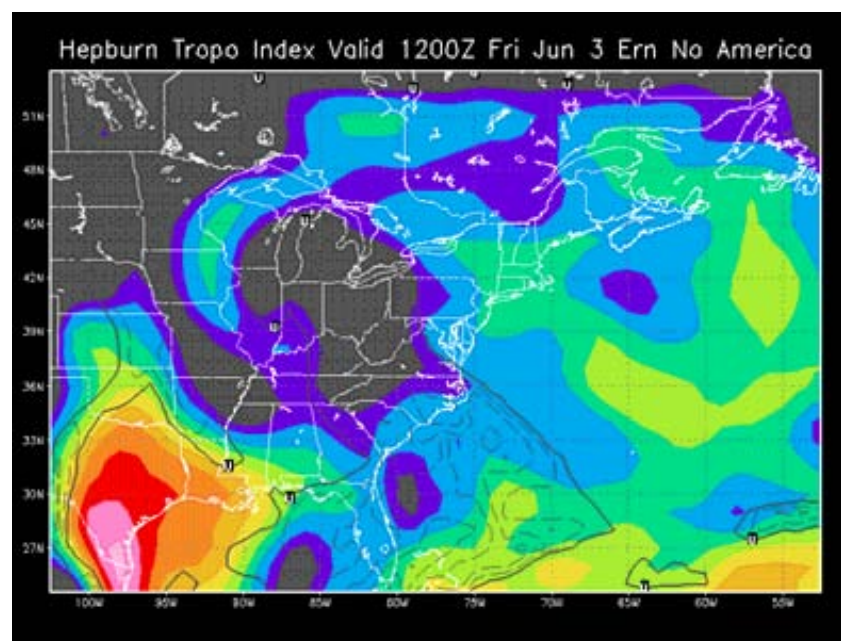 Hepburn Tropo Index Valid 1200Z Fri Jun 3 Ern No America
U U U
51N
48N
45N
U
42N
39N
U
36N
33N
U
30N
U
27N
U
U
100W 95W 90W 85W 80W 75W 70W 65W 60W 55W